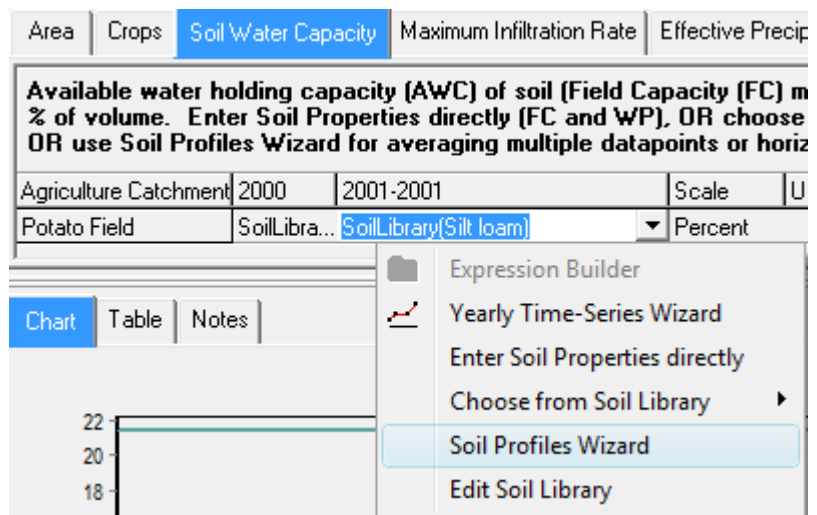 Area Crops Soil Water Capacity Maximum Infiltration Rate Effective Precip
Available water holding capacity (AWC) of soil (Field Capacity (FC) m
% of volume. Enter Soil Properties directly (FC and WP), OR choose
OR use Soil Profiles Wizard for averaging multiple datapoints or horiz
Agriculture Catchment 2000 2001-2001 Scale U
Potato Field SoilLibra... SoilLibrary(Silt loam) Percent
Expression Builder
Yearly Time-Series Wizard
Enter Soil Properties directly
Choose from Soil Library
Soil Profiles Wizard
Edit Soil Library
Chart Table Notes
22
20
18